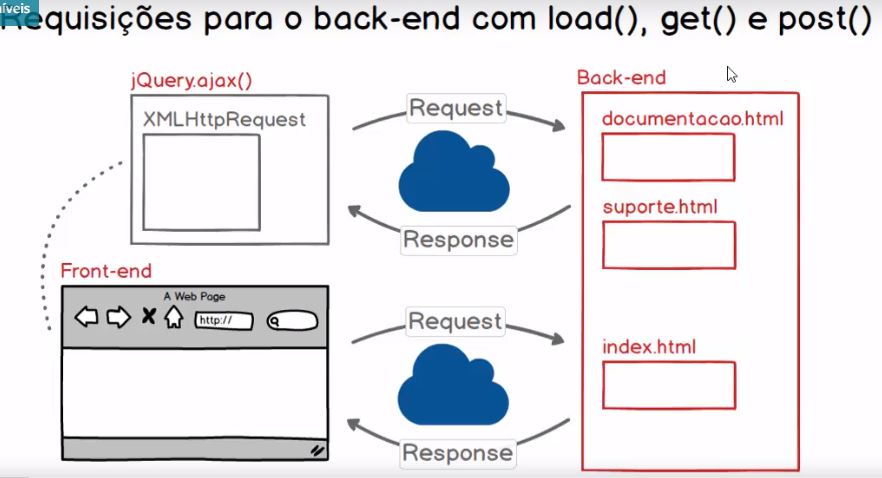 íveis
Requisições para o back-end com load(), get() e post()
jQuery.ajax()
Back-end
XMLHttpRequest
Request
documentacao.html
suporte.html
Response
Front-end
A Web Page
http://
Request
index.html
Response